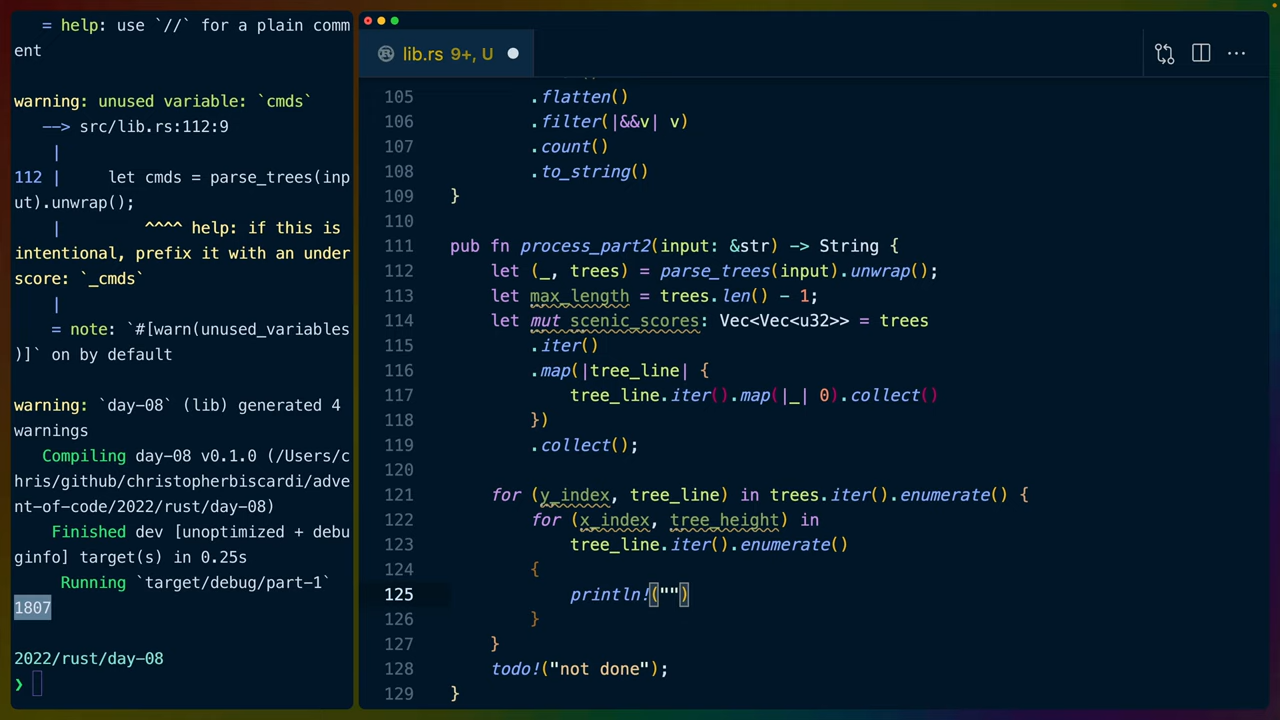 = help: use `//` for a plain comm
ent
warning: unused variable: `cmds`
--> src/lib.rs:112:9
|
112 |     let cmds = parse_trees(inp
ut).unwrap();
|         ^^^^ help: if this is
intentional, prefix it with an under
score: `_cmds`
|
= note: `#[warn(unused_variables
)]` on by default
warning: `day-08` (lib) generated 4
warnings
Compiling day-08 v0.1.0 (/Users/c
hris/github/christopherbiscardi/adve
nt-of-code/2022/rust/day-08)
Finished dev [unoptimized + debu
ginfo] target(s) in 0.25s
Running `target/debug/part-1`
1807
2022/rust/day-08
❯
lib.rs 9+, U
105 .flatten()
106 .filter(|&&v| v)
107 .count()
108 .to_string()
109 }
110
111 pub fn process_part2(input: &str) -> String {
112 let (_, trees) = parse_trees(input).unwrap();
113 let max_length = trees.len() - 1;
114 let mut scenic_scores: Vec<Vec<u32>> = trees
115 .iter()
116 .map(|tree_line| {
117 tree_line.iter().map(|_| 0).collect()
118 })
119 .collect();
120
121 for (y_index, tree_line) in trees.iter().enumerate() {
122 for (x_index, tree_height) in
123 tree_line.iter().enumerate()
124 {
125 println!("")
126 }
127 }
128 todo!("not done");
129 }